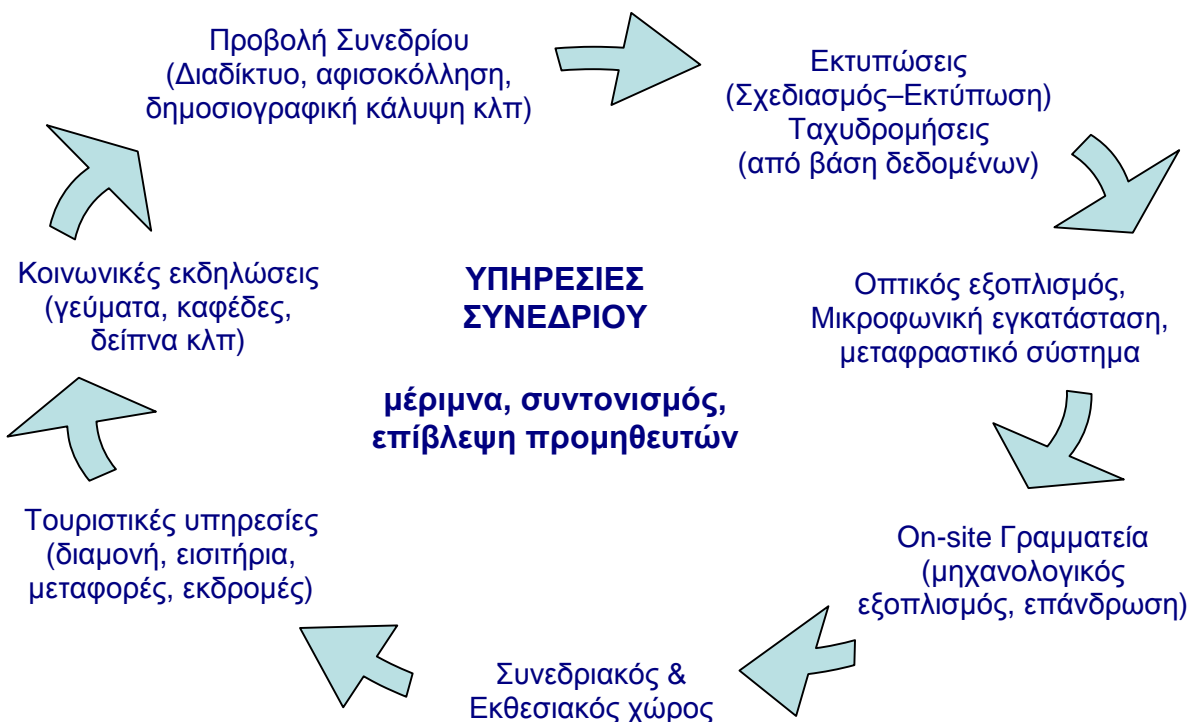 Προβολή Συνεδρίου
(Διαδίκτυο, αφισοκόλληση,
δημοσιογραφική κάλυψη κλπ)
Εκτυπώσεις
(Σχεδιασμός–Εκτύπωση)
Ταχυδρομήσεις
(από βάση δεδομένων)
Οπτικός εξοπλισμός,
Μικροφωνική εγκατάσταση,
μεταφραστικό σύστημα
On-site Γραμματεία
(μηχανολογικός
εξοπλισμός, επάνδρωση)
Συνεδριακός &
Εκθεσιακός χώρος
Τουριστικές υπηρεσίες
(διαμονή, εισιτήρια,
μεταφορές, εκδρομές)
Κοινωνικές εκδηλώσεις
(γεύματα, καφέδες,
δείπνα κλπ)
ΥΠΗΡΕΣΙΕΣ
ΣΥΝΕΔΡΙΟΥ
μέριμνα, συντονισμός,
επίβλεψη προμηθευτών